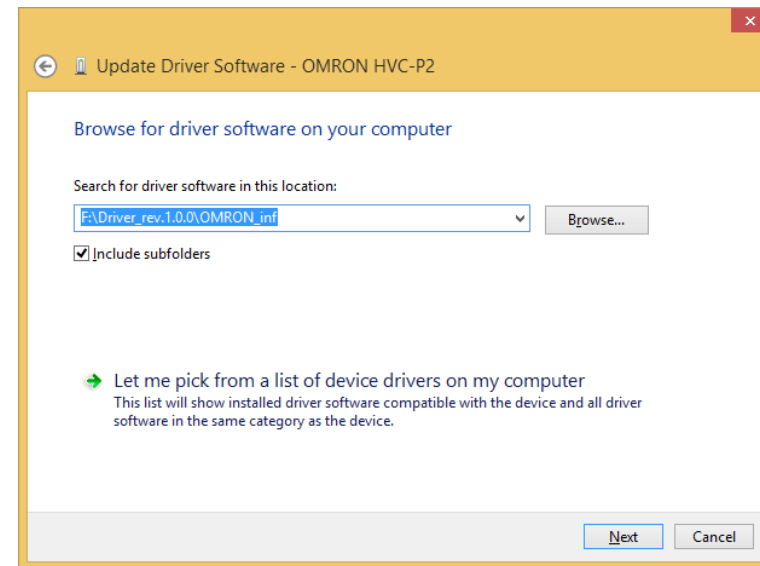 Update Driver Software - OMRON HVC-P2
Browse for driver software on your computer
Search for driver software in this location:
F:\Driver_rev.1.0.0\OMRON_inf
Browse...
Include subfolders
Let me pick from a list of device drivers on my computer
This list will show installed driver software compatible with the device and all driver
software in the same category as the device.
Next
Cancel